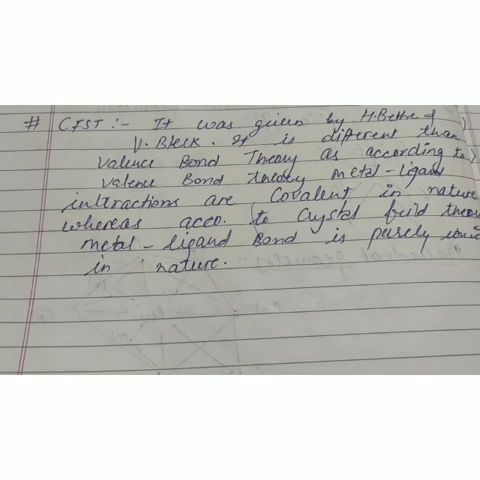 # CFST :- It was given by H.Bethe &
V. Bleck. It is different than
Valence Bond Theory as according to
Valence Bond theory metal-ligand
interactions are Covalent in nature
whereas acco. to Crystal feild theory
metal-ligand Bond is purely ionic
in nature.